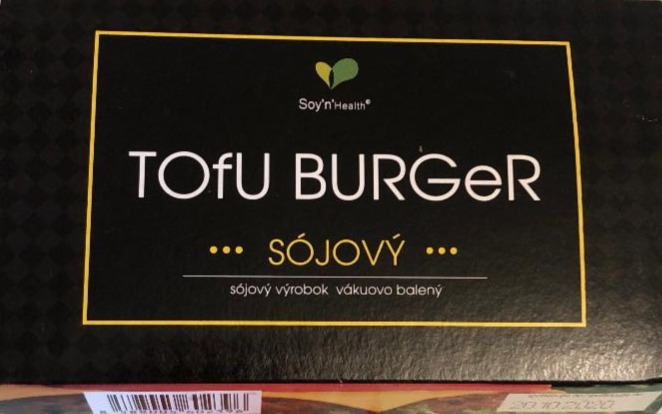 Soy'n'Health®
TOfU BURGeR
••• SÓJOVÝ •••
sójový výrobok vákuovo balený